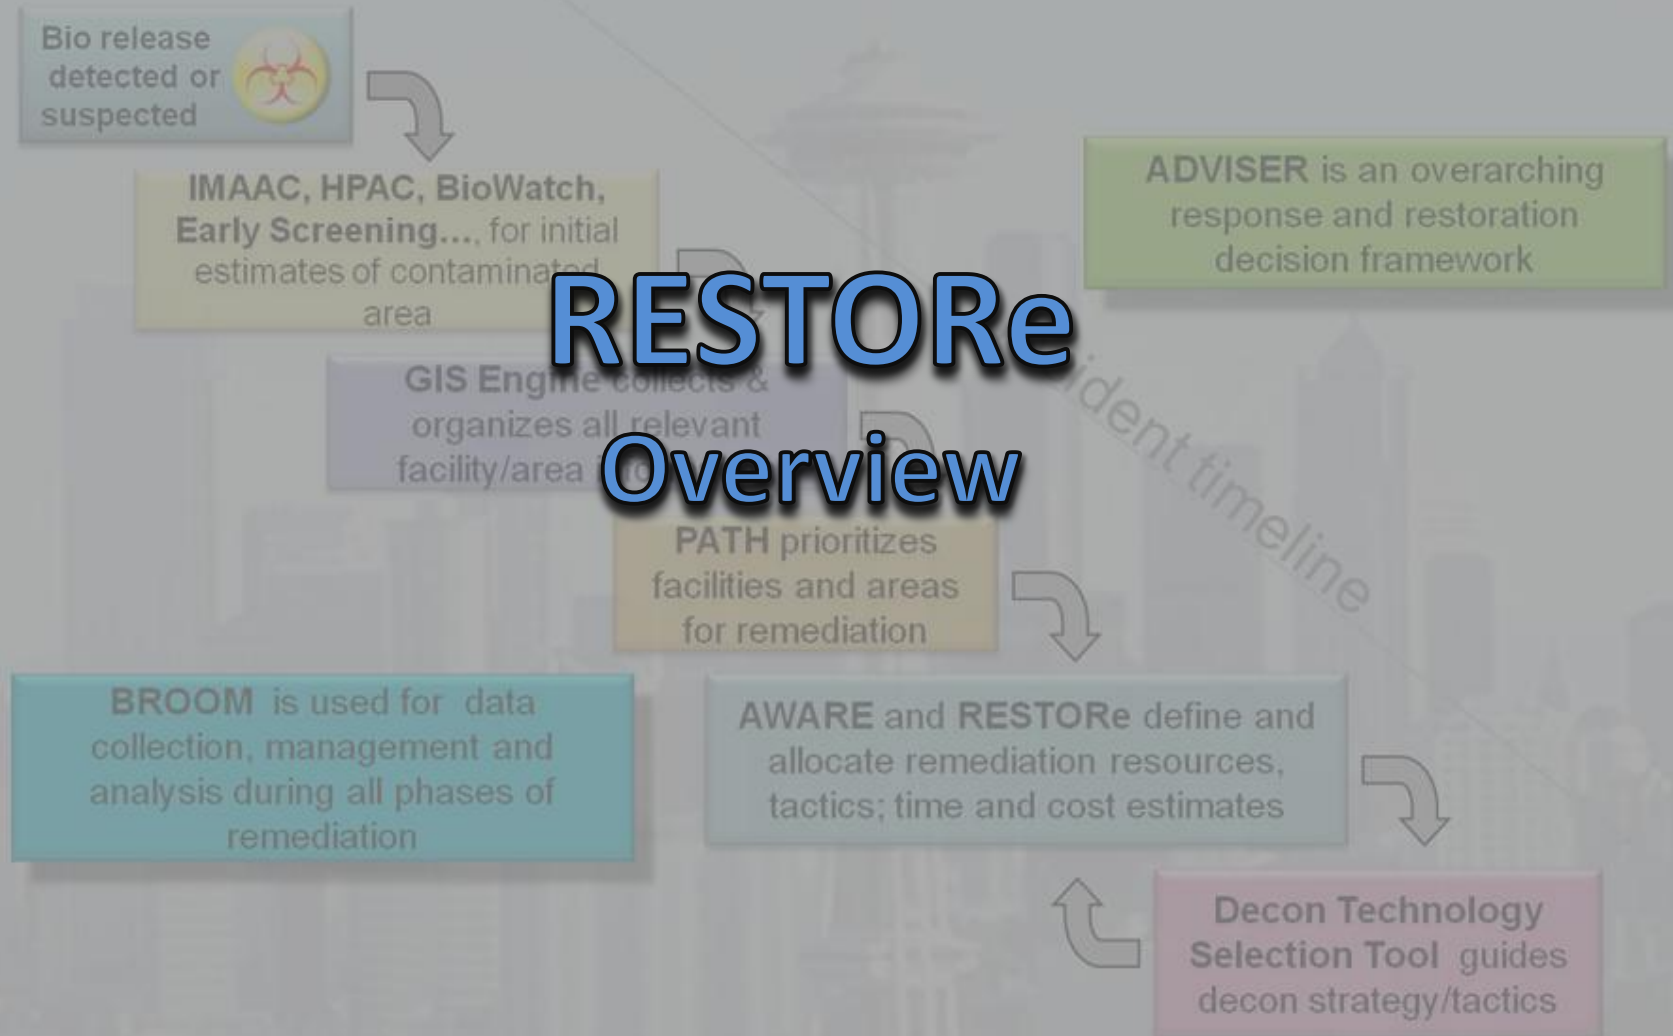 Bio release
detected or
suspected
IMAAC, HPAC, BioWatch,
Early Screening..., for initial
estimates of contaminated
area
ADVISER is an overarching
response and restoration
decision framework
RESTORe
Overview
GIS Engine collects &
organizes all relevant
facility/area
timeline
PATH prioritizes
facilities and areas
for remediation
BROOM is used for data
collection, management and
analysis during all phases of
remediation
AWARE and RESTORe define and
allocate remediation resources,
tactics; time and cost estimates
Decon Technology
Selection Tool guides
decon strategy/tactics